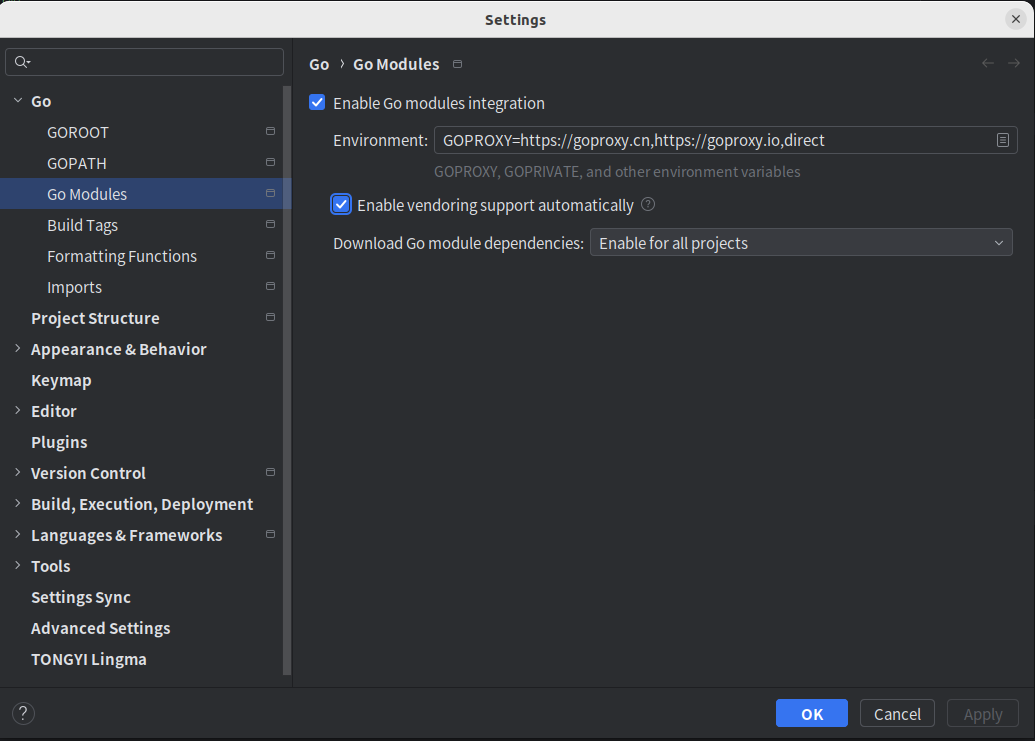 Settings
Go
GOROOT
GOPATH
Go Modules
Build Tags
Formatting Functions
Imports
Project Structure
Appearance & Behavior
Keymap
Editor
Plugins
Version Control
Build, Execution, Deployment
Languages & Frameworks
Tools
Settings Sync
Advanced Settings
TONGYI Lingma
Go › Go Modules
Enable Go modules integration
Environment: GOPROXY=https://goproxy.cn,https://goproxy.io,direct
GOPROXY, GOPRIVATE, and other environment variables
Enable vendoring support automatically ?
Download Go module dependencies: Enable for all projects
? OK Cancel Apply